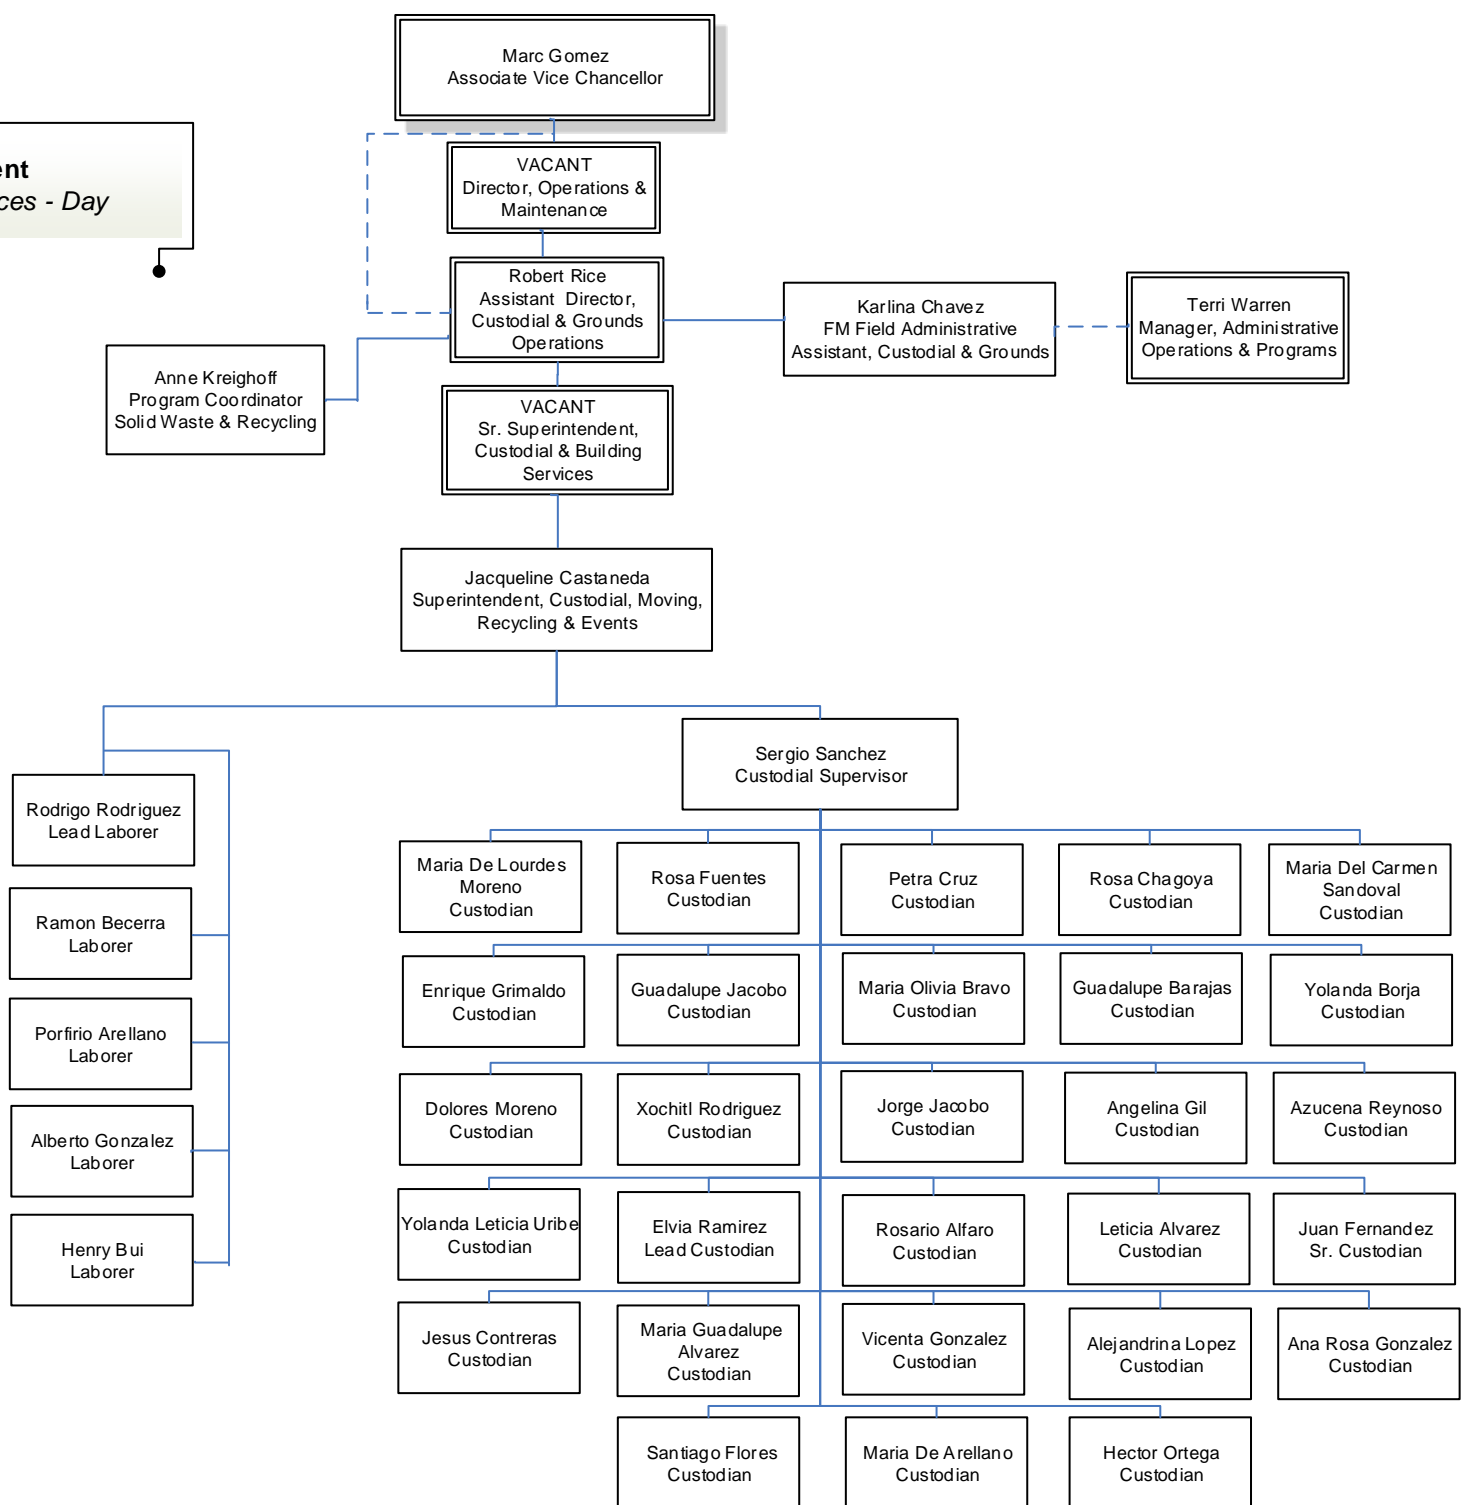 Marc Gomez
Associate Vice Chancellor
ent
ces - Day
VACANT
Director, Operations &
Maintenance
Robert Rice
Assistant Director,
Custodial & Grounds
Operations
Karlina Chavez
FM Field Administrative
Assistant, Custodial & Grounds
Terri Warren
Manager, Administrative
Operations & Programs
Anne Kreighoff
Program Coordinator
Solid Waste & Recycling
VACANT
Sr. Superintendent,
Custodial & Building
Services
Jacqueline Castaneda
Superintendent, Custodial, Moving,
Recycling & Events
Sergio Sanchez
Custodial Supervisor
Rodrigo Rodriguez
Lead Laborer
Ramon Becerra
Laborer
Porfirio Arellano
Laborer
Alberto Gonzalez
Laborer
Henry Bui
Laborer
Maria De Lourdes
Moreno
Custodian
Rosa Fuentes
Custodian
Petra Cruz
Custodian
Rosa Chagoya
Custodian
Maria Del Carmen
Sandoval
Custodian
Enrique Grimaldo
Custodian
Guadalupe Jacobo
Custodian
Maria Olivia Bravo
Custodian
Guadalupe Barajas
Custodian
Yolanda Borja
Custodian
Dolores Moreno
Custodian
Xochitl Rodriguez
Custodian
Jorge Jacobo
Custodian
Angelina Gil
Custodian
Azucena Reynoso
Custodian
Yolanda Leticia Uribe
Custodian
Elvia Ramirez
Lead Custodian
Rosario Alfaro
Custodian
Leticia Alvarez
Custodian
Juan Fernandez
Sr. Custodian
Jesus Contreras
Custodian
Maria Guadalupe
Alvarez
Custodian
Vicenta Gonzalez
Custodian
Alejandrina Lopez
Custodian
Ana Rosa Gonzalez
Custodian
Santiago Flores
Custodian
Maria De Arellano
Custodian
Hector Ortega
Custodian